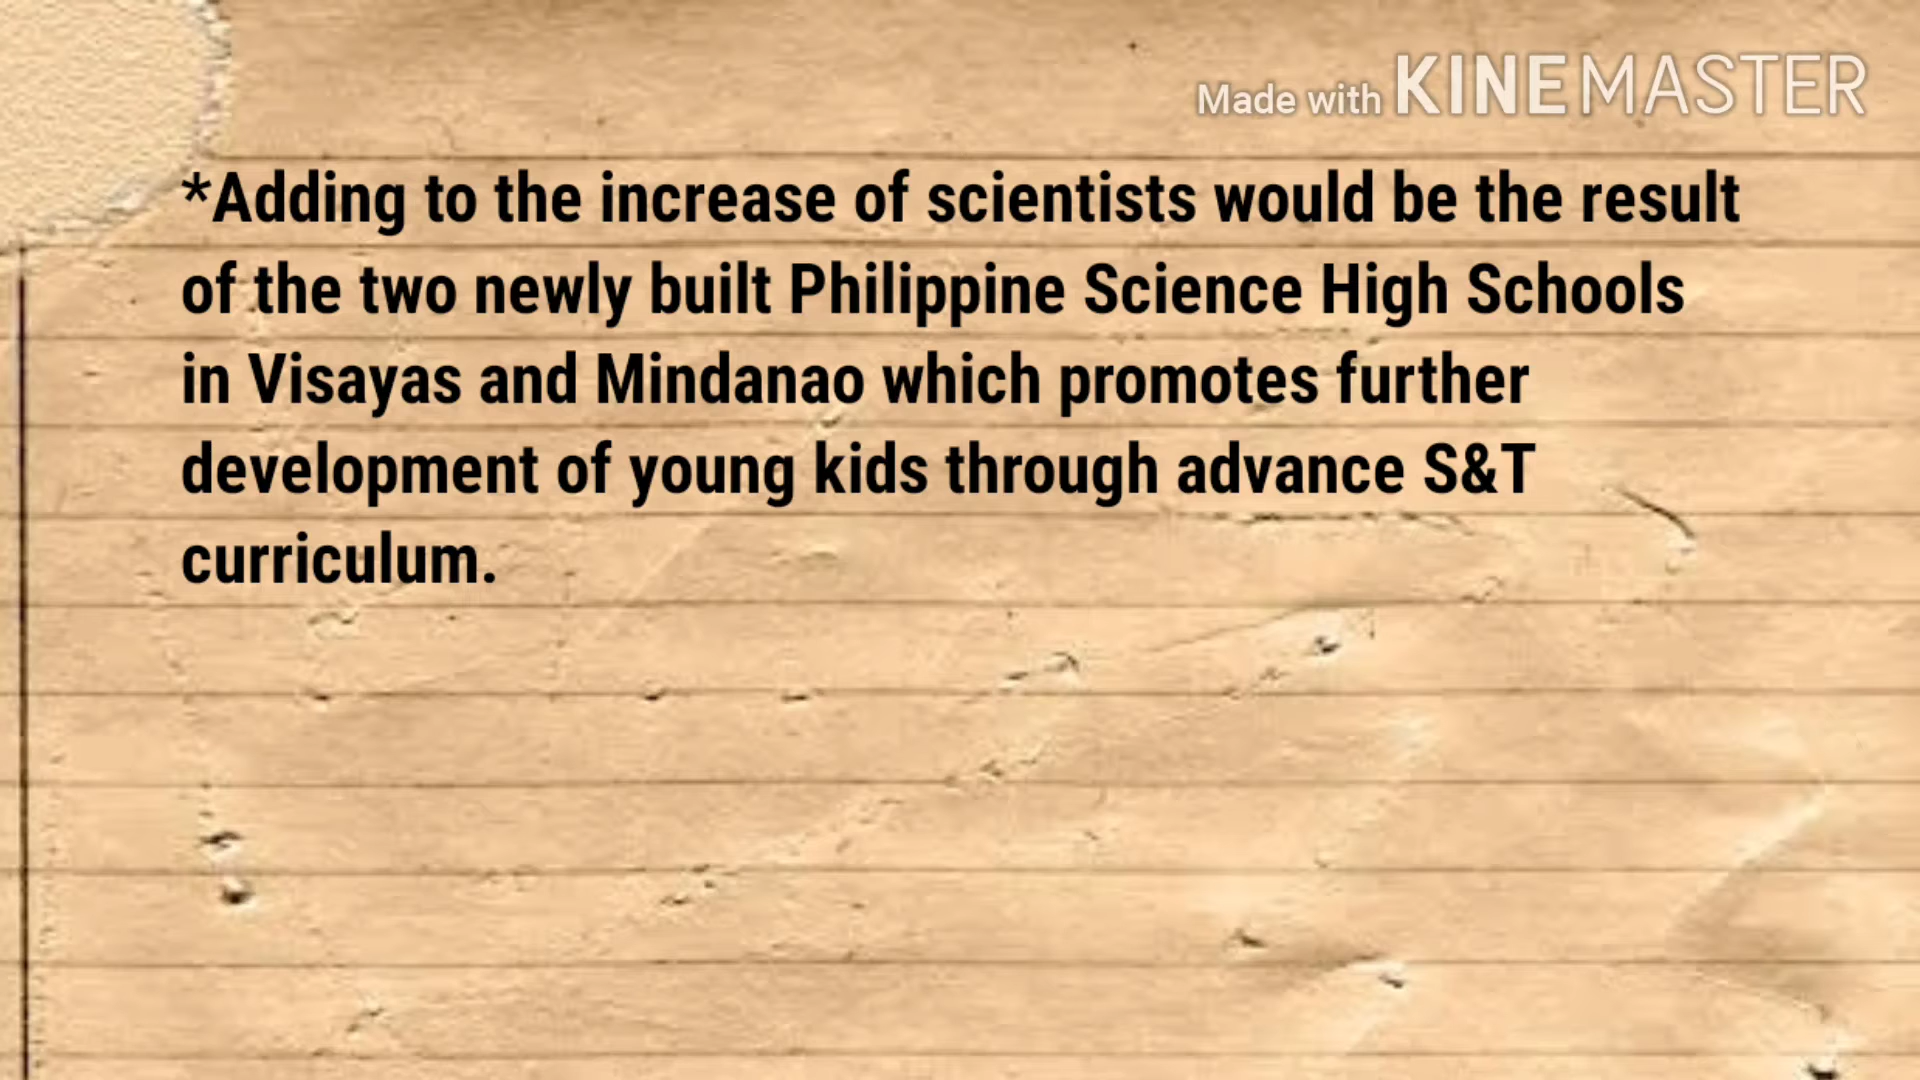 Made with KINEMASTER
*Adding to the increase of scientists would be the result
of the two newly built Philippine Science High Schools
in Visayas and Mindanao which promotes further
development of young kids through advance S&T
curriculum.